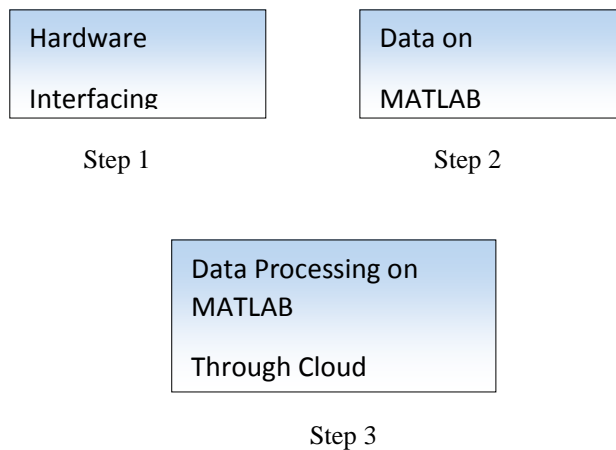 Hardware
Interfacing
Step 1
Data on
MATLAB
Step 2
Data Processing on
MATLAB
Through Cloud
Step 3